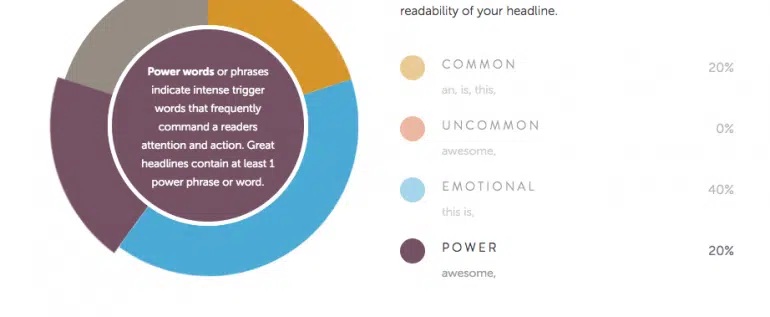 readability of your headline.
Power words or phrases
indicate intense trigger
words that frequently
command a readers
attention and action. Great
headlines contain at least 1
power phrase or word.
COMMON 20%
an, is, this,
UNCOMMON 0%
awesome,
EMOTIONAL 40%
this is,
POWER 20%
awesome,